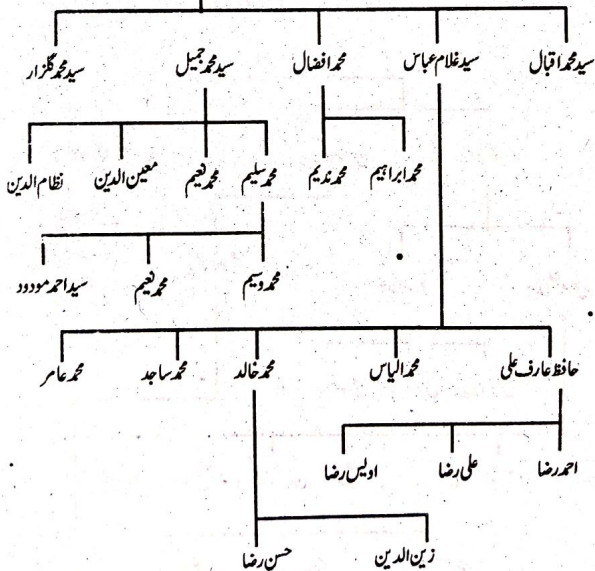 سید محمد اقبال سید غلام عباس محمد افضال سید محمد جمیل سید محمد گلزار
محمد ابراہیم محمد ندیم محمد سلیم محمد نعیم معین الدین نظام الدین
محمد وسیم محمد نعیم سید احمد مودود
حافظ عارف علی محمد الیاس محمد خالد محمد ساجد محمد عامر
احمد رضا علی رضا اویس رضا
زین الدین حسن رضا